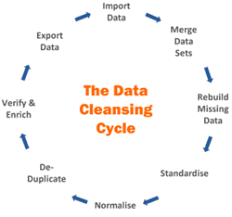 Import
Data
Merge
Data
Sets
Rebuild
Missing
Data
Standardise
Normalise
De-
Duplicate
Verify &
Enrich
Export
Data
The Data
Cleansing
Cycle